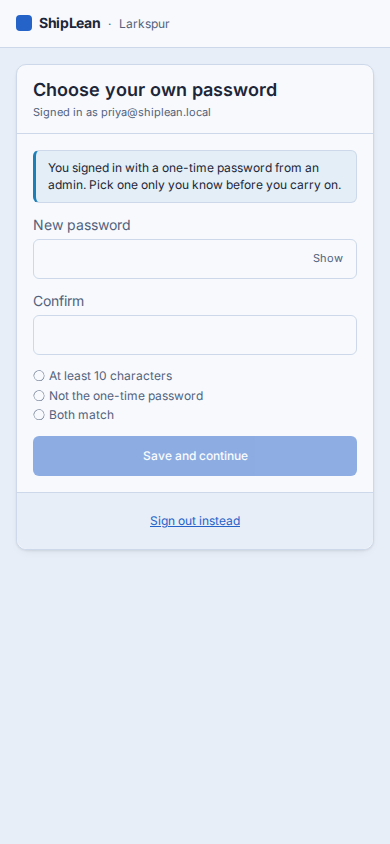 ShipLean · Larkspur
Choose your own password
Signed in as priya@shiplean.local
You signed in with a one-time password from an
admin. Pick one only you know before you carry on.
New password
Show
Confirm
At least 10 characters
Not the one-time password
Both match
Save and continue
Sign out instead